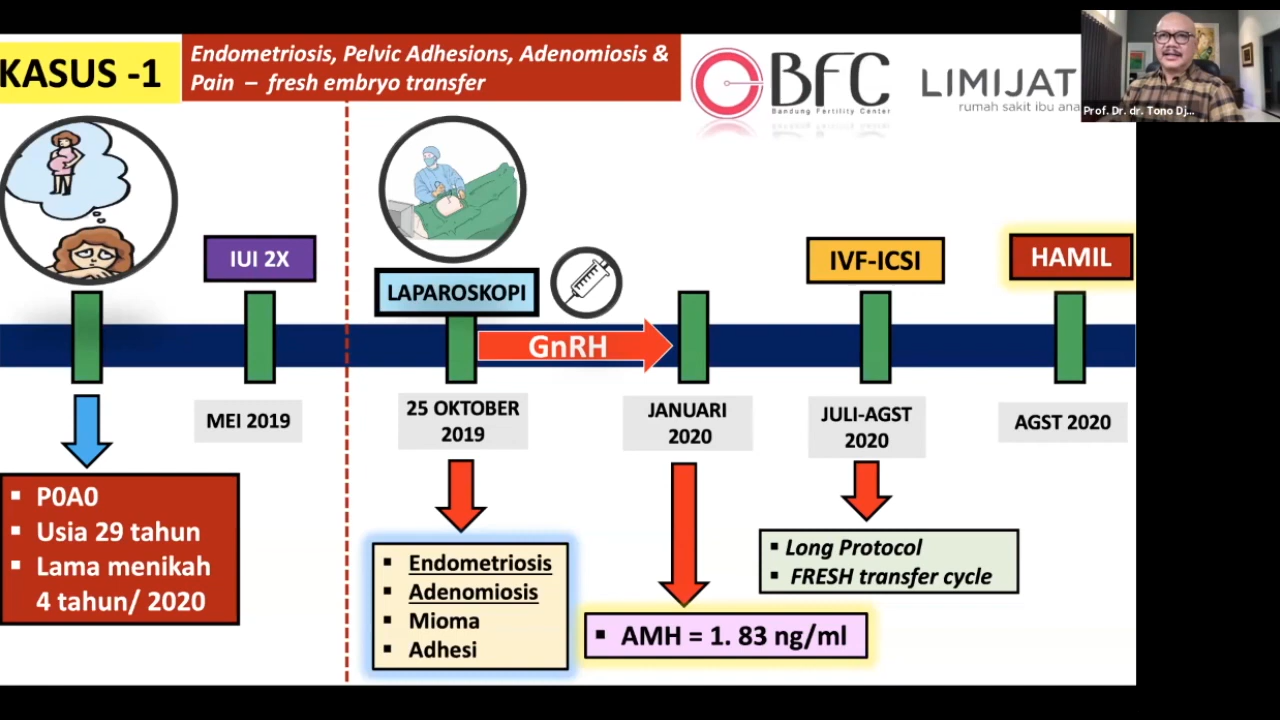 KASUS -1
Endometriosis, Pelvic Adhesions, Adenomiosis &
Pain – fresh embryo transfer
BFC
Bandung Fertility Center
LIMIJAT
rumah sakit ibu ana
Prof. Dr. dr. Tono Dj...
IUI 2X
LAPAROSKOPI
IVF-ICSI
HAMIL
GnRH
MEI 2019
25 OKTOBER
2019
JANUARI
2020
JULI-AGST
2020
AGST 2020
▪ P0A0
▪ Usia 29 tahun
▪ Lama menikah
4 tahun/ 2020
▪ Endometriosis
▪ Adenomiosis
▪ Mioma
▪ Adhesi
▪ AMH = 1. 83 ng/ml
▪ Long Protocol
▪ FRESH transfer cycle